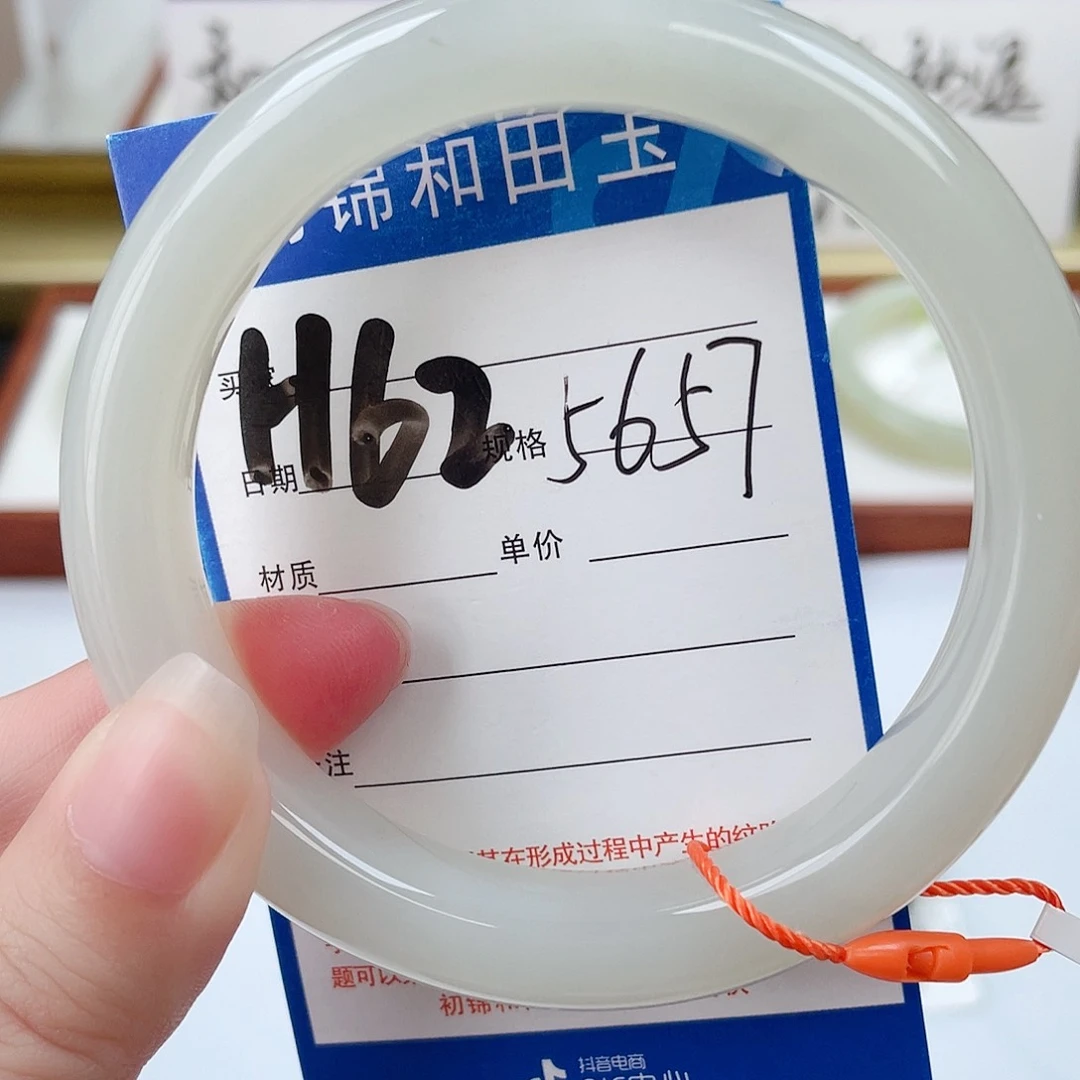 锦和田玉
H62
规格 5657
日期
材质 单价
注
其在形成过程中产生的纹
题可以
初锦和
抖音电商